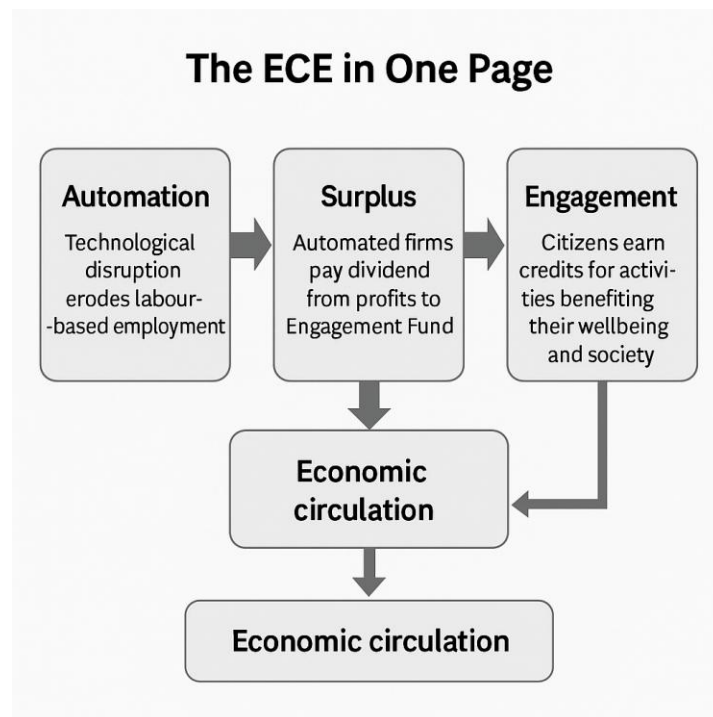 The ECE in One Page
Automation
Technological
disruption
erodes labour-
-based employment
Surplus
Automated firms
pay dividend
from profits to
Engagement Fund
Engagement
Citizens earn
credits for activi-
ties benefiting
their wellbeing
and society
Economic
circulation
Economic circulation